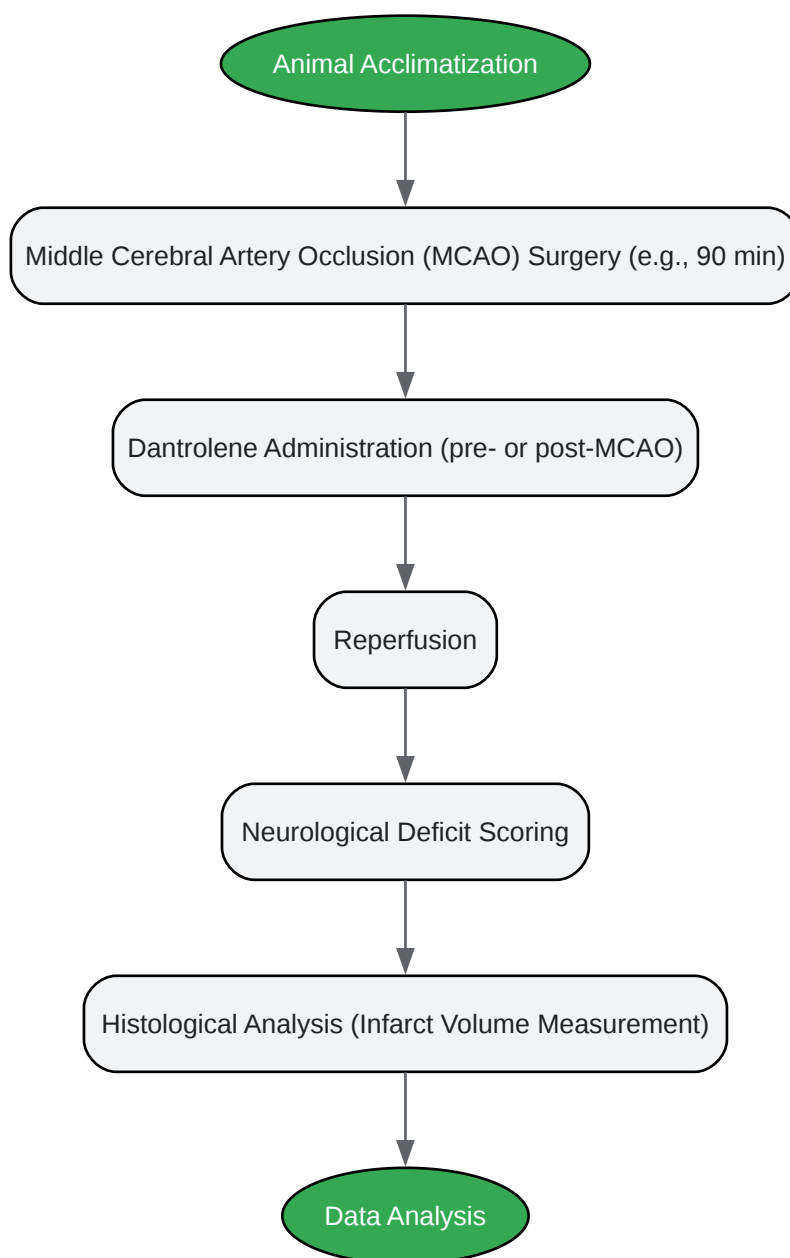 Animal Acclimatization
Middle Cerebral Artery Occlusion (MCAO) Surgery (e.g., 90 min)
Dantrolene Administration (pre- or post-MCAO)
Reperfusion
Neurological Deficit Scoring
Histological Analysis (Infarct Volume Measurement)
Data Analysis